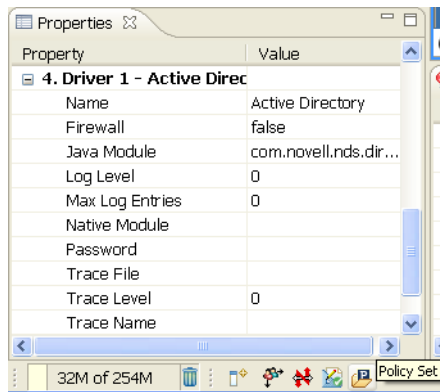 Properties
Property Value
4. Driver 1 - Active Direc
Name Active Directory
Firewall false
Java Module com.novell.nds.dir...
Log Level 0
Max Log Entries 0
Native Module
Password
Trace File
Trace Level 0
Trace Name
32M of 254M
Policy Set